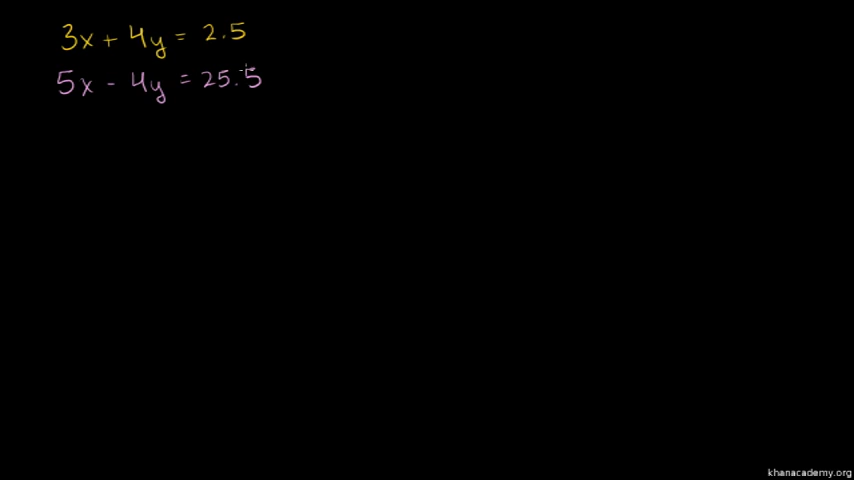 3x + 4y = 2.5
5x - 4y = 25.5
khanacademy.org